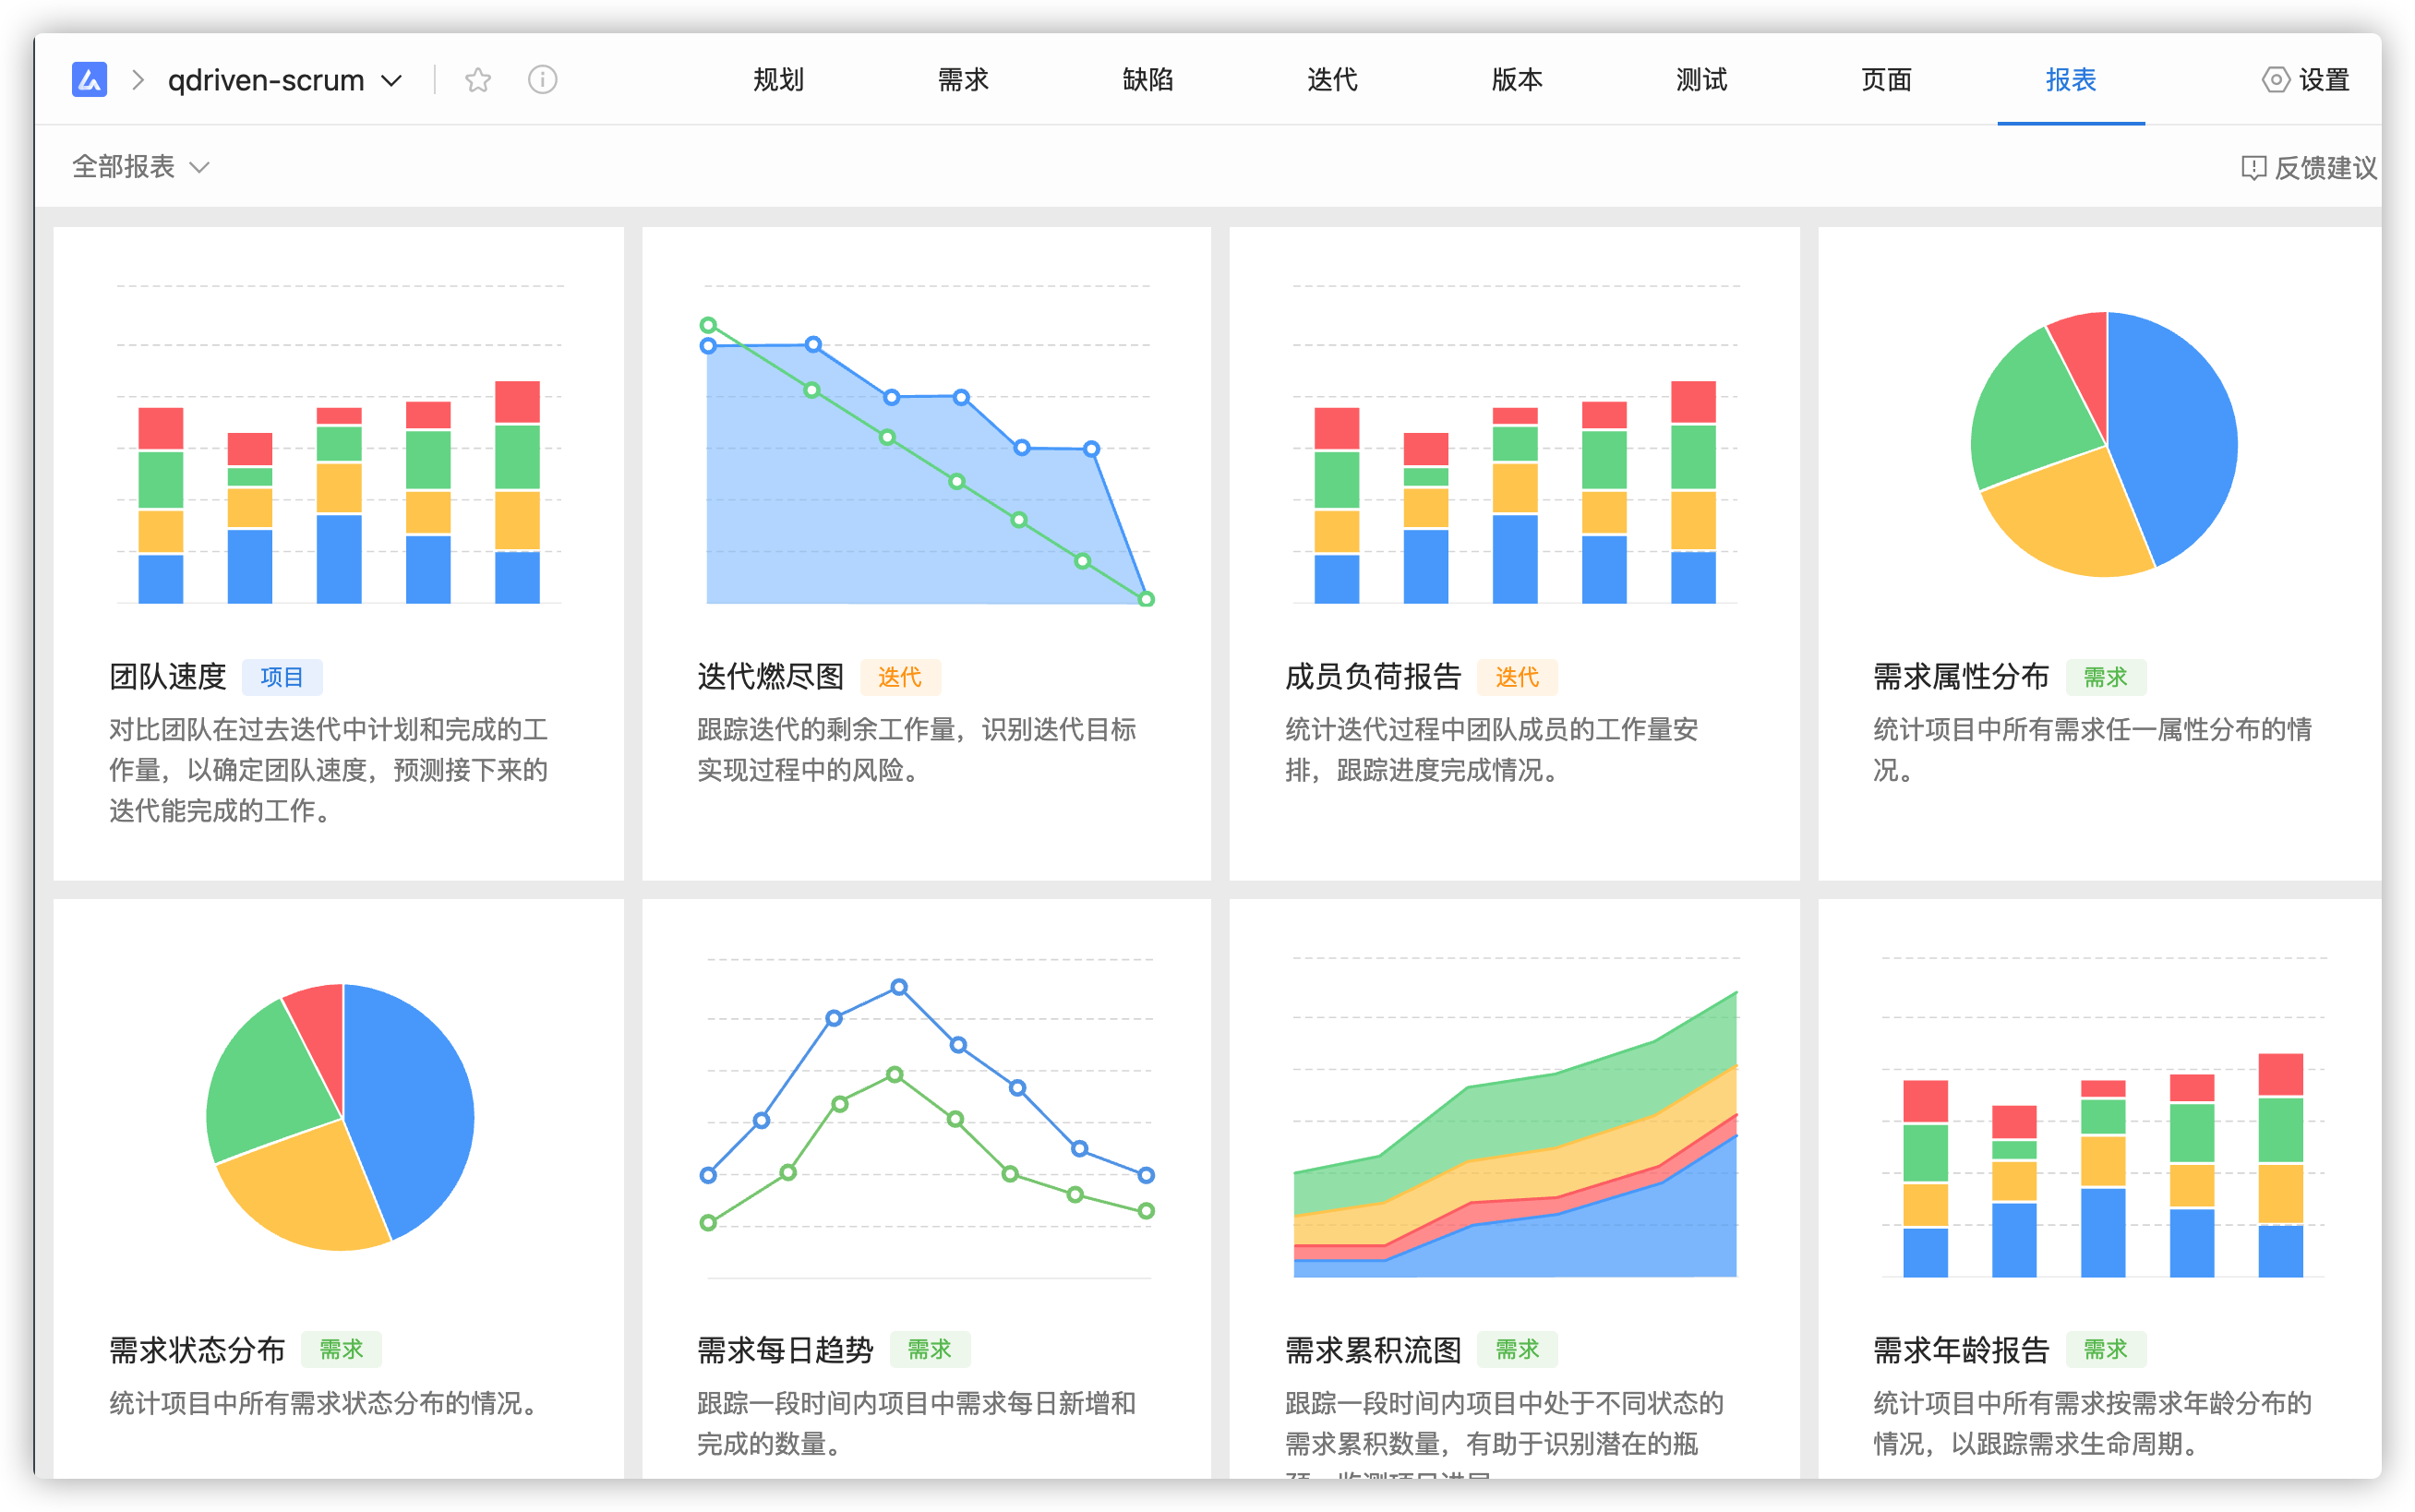 qdriven-scrum
规划
需求
缺陷
迭代
版本
测试
页面
报表
设置
全部报表
反馈建议
团队速度 项目
对比团队在过去迭代中计划和完成的工
作量，以确定团队速度，预测接下来的
迭代能完成的工作。
迭代燃尽图 迭代
跟踪迭代的剩余工作量，识别迭代目标
实现过程中的风险。
成员负荷报告 迭代
统计迭代过程中团队成员的工作量安
排，跟踪进度完成情况。
需求属性分布 需求
统计项目中所有需求任一属性分布的情
况。
需求状态分布 需求
统计项目中所有需求状态分布的情况。
需求每日趋势 需求
跟踪一段时间内项目中需求每日新增和
完成的数量。
需求累积流图 需求
跟踪一段时间内项目中处于不同状态的
需求累积数量，有助于识别潜在的瓶
需求年龄报告 需求
统计项目中所有需求按需求年龄分布的
情况，以跟踪需求生命周期。